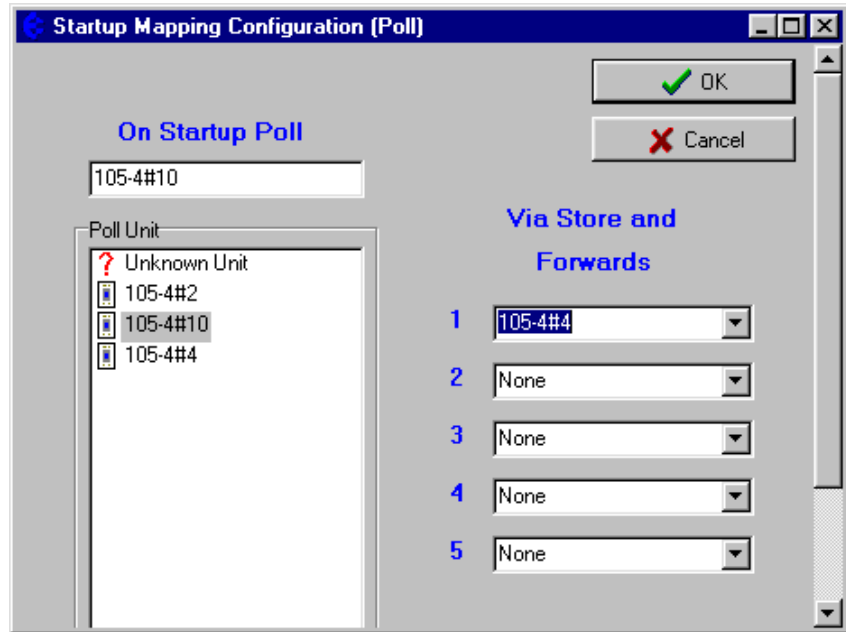 Startup Mapping Configuration (Poll)
OK
Cancel
On Startup Poll
105-4#10
Poll Unit
? Unknown Unit
105-4#2
105-4#10
105-4#4
Via Store and
Forwards
1 105-4#4
2 None
3 None
4 None
5 None